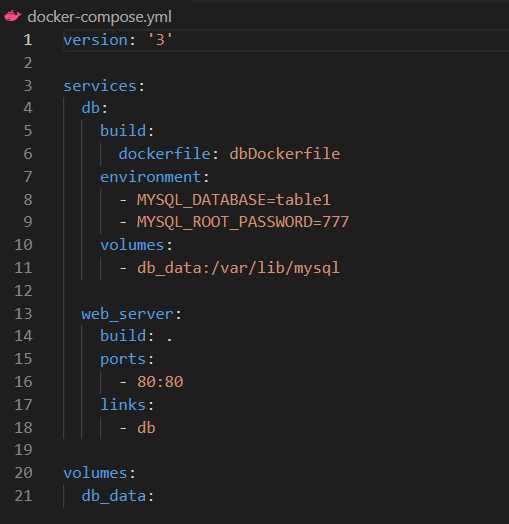 docker-compose.yml
1 version: '3'
2
3 services:
4   db:
5     build:
6       dockerfile: dbDockerfile
7     environment:
8       - MYSQL_DATABASE=table1
9       - MYSQL_ROOT_PASSWORD=777
10     volumes:
11       - db_data:/var/lib/mysql
12
13   web_server:
14     build: .
15     ports:
16       - 80:80
17     links:
18       - db
19
20 volumes:
21   db_data: